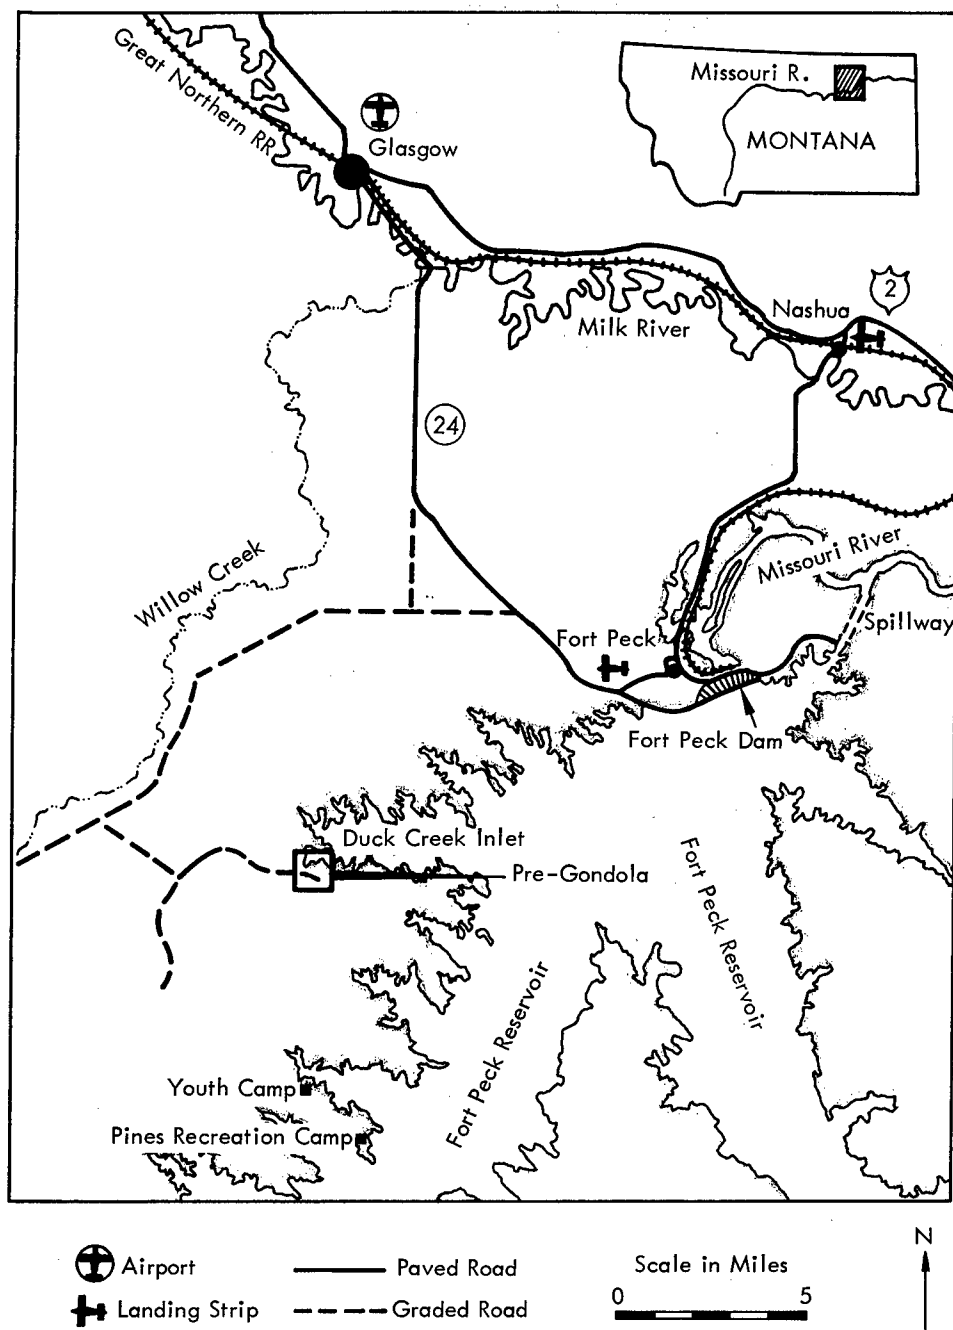 Great Northern RR
Glasgow
Missouri R.
MONTANA
2
Nashua
Milk River
24
Willow Creek
Missouri River
Spillway
Fort Peck
Fort Peck Dam
Duck Creek Inlet
Pre-Gondola
Fort Peck Reservoir
Fort Peck Reservoir
Youth Camp
Pines Recreation Camp
N
Airport
Paved Road
Scale in Miles
Landing Strip
Graded Road
0 5